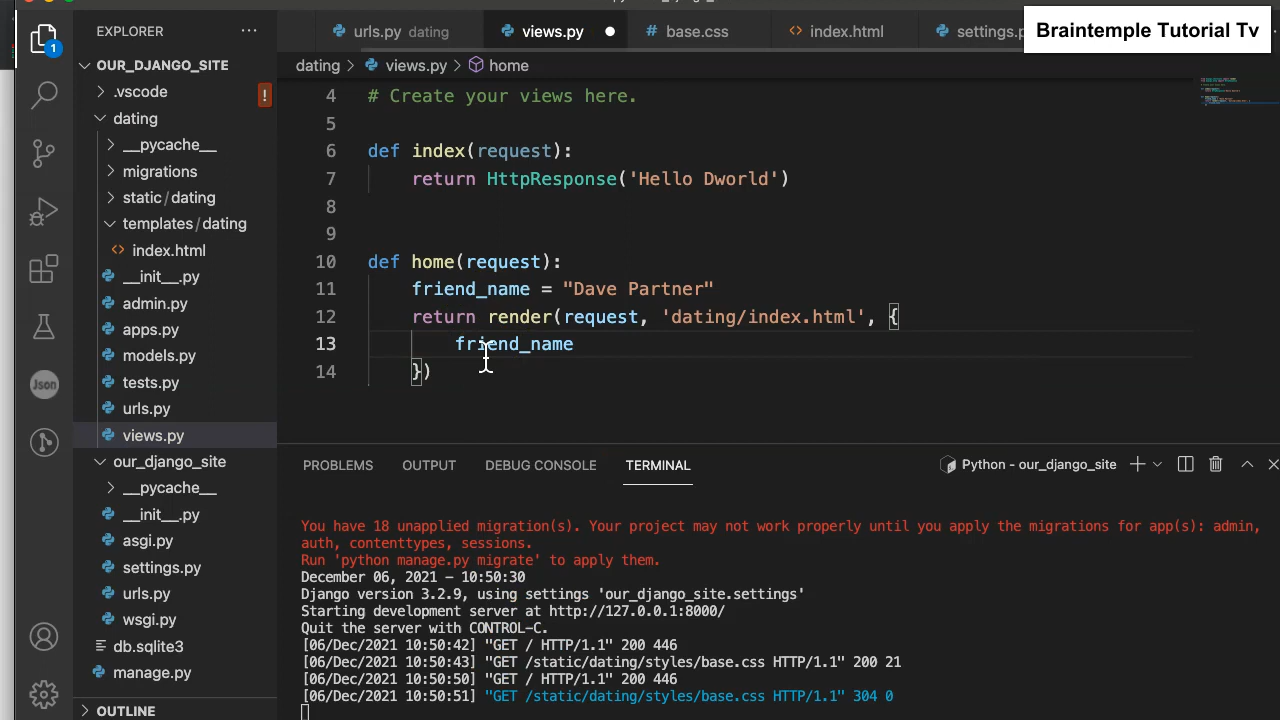 Braintemple Tutorial Tv
EXPLORER
urls.py dating
views.py
# base.css
<> index.html
settings.p
OUR_DJANGO_SITE
dating > views.py > home
.vscode
!
dating
__pycache__
migrations
static/dating
templates/dating
<> index.html
__init__.py
admin.py
apps.py
models.py
tests.py
urls.py
views.py
our_django_site
__pycache__
__init__.py
asgi.py
settings.py
urls.py
wsgi.py
db.sqlite3
manage.py
OUTLINE
1
Json
4 # Create your views here.
5
6 def index(request):
7 return HttpResponse('Hello Dworld')
8
9
10 def home(request):
11 friend_name = "Dave Partner"
12 return render(request, 'dating/index.html', {
13 friend_name
14 })
PROBLEMS OUTPUT DEBUG CONSOLE TERMINAL
Python - our_django_site
You have 18 unapplied migration(s). Your project may not work properly until you apply the migrations for app(s): admin,
auth, contenttypes, sessions.
Run 'python manage.py migrate' to apply them.
December 06, 2021 - 10:50:30
Django version 3.2.9, using settings 'our_django_site.settings'
Starting development server at http://127.0.0.1:8000/
Quit the server with CONTROL-C.
[06/Dec/2021 10:50:42] "GET / HTTP/1.1" 200 446
[06/Dec/2021 10:50:43] "GET /static/dating/styles/base.css HTTP/1.1" 200 21
[06/Dec/2021 10:50:50] "GET / HTTP/1.1" 200 446
[06/Dec/2021 10:50:51] "GET /static/dating/styles/base.css HTTP/1.1" 304 0